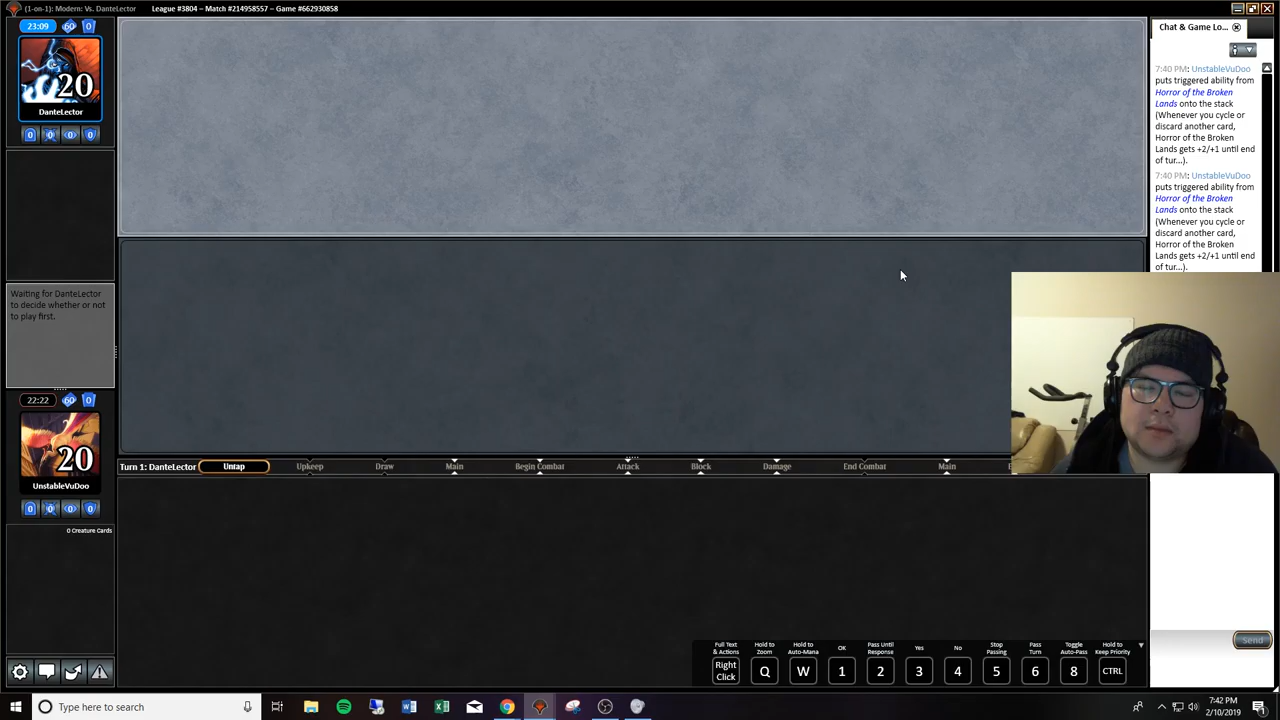 (1-on-1): Modern: Vs. DanteLector
League #3804 – Match #214958557 – Game #662930858
23:09
60
0
20
DanteLector
0
0
0
0
Waiting for DanteLector
to decide whether or not
to play first.
22:22
60
0
20
UnstableVuDoo
0
0
0
0
0 Creature Cards
Turn 1: DanteLector
Untap
Upkeep
Draw
Main
Begin Combat
Attack
Block
Damage
End Combat
Main
Chat & Game Lo...
7:40 PM: UnstableVuDoo
puts triggered ability from
Horror of the Broken
Lands onto the stack
(Whenever you cycle or
discard another card,
Horror of the Broken
Lands gets +2/+1 until end
of tur...).
7:40 PM: UnstableVuDoo
puts triggered ability from
Horror of the Broken
Lands onto the stack
(Whenever you cycle or
discard another card,
Horror of the Broken
Lands gets +2/+1 until end
of tur...).
Send
Full Text
& Actions
Right
Click
Hold to
Zoom
Q
Hold to
Auto-Mana
W
OK
1
Pass Until
Response
2
Yes
3
No
4
Stop
Passing
5
Pass
Turn
6
Toggle
Auto-Pass
8
Hold to
Keep Priority
CTRL
Type here to search
7:42 PM
2/10/2019
1